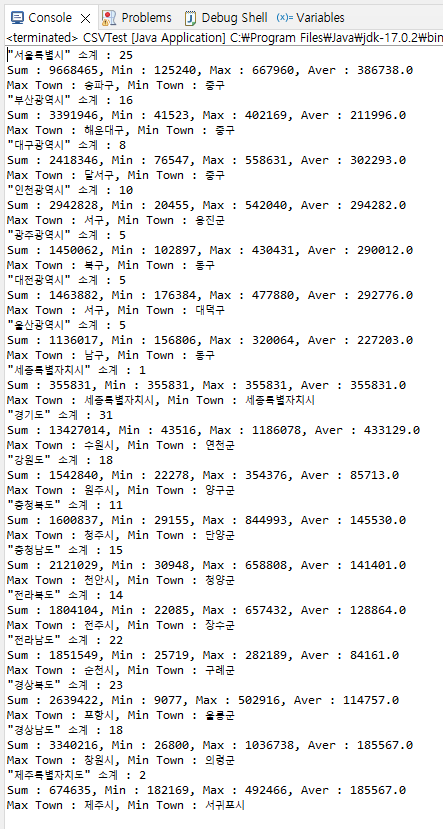 Console Problems Debug Shell (x)= Variables
<terminated> CSVTest [Java Application] C:₩Program Files₩Java₩jdk-17.0.2₩bin
"서울특별시" 소계 : 25
Sum : 9668465, Min : 125240, Max : 667960, Aver : 386738.0
Max Town : 송파구, Min Town : 중구
"부산광역시" 소계 : 16
Sum : 3391946, Min : 41523, Max : 402169, Aver : 211996.0
Max Town : 해운대구, Min Town : 중구
"대구광역시" 소계 : 8
Sum : 2418346, Min : 76547, Max : 558631, Aver : 302293.0
Max Town : 달서구, Min Town : 중구
"인천광역시" 소계 : 10
Sum : 2942828, Min : 20455, Max : 542040, Aver : 294282.0
Max Town : 서구, Min Town : 옹진군
"광주광역시" 소계 : 5
Sum : 1450062, Min : 102897, Max : 430431, Aver : 290012.0
Max Town : 북구, Min Town : 동구
"대전광역시" 소계 : 5
Sum : 1463882, Min : 176384, Max : 477880, Aver : 292776.0
Max Town : 서구, Min Town : 대덕구
"울산광역시" 소계 : 5
Sum : 1136017, Min : 156806, Max : 320064, Aver : 227203.0
Max Town : 남구, Min Town : 동구
"세종특별자치시" 소계 : 1
Sum : 355831, Min : 355831, Max : 355831, Aver : 355831.0
Max Town : 세종특별자치시, Min Town : 세종특별자치시
"경기도" 소계 : 31
Sum : 13427014, Min : 43516, Max : 1186078, Aver : 433129.0
Max Town : 수원시, Min Town : 연천군
"강원도" 소계 : 18
Sum : 1542840, Min : 22278, Max : 354376, Aver : 85713.0
Max Town : 원주시, Min Town : 양구군
"충청북도" 소계 : 11
Sum : 1600837, Min : 29155, Max : 844993, Aver : 145530.0
Max Town : 청주시, Min Town : 단양군
"충청남도" 소계 : 15
Sum : 2121029, Min : 30948, Max : 658808, Aver : 141401.0
Max Town : 천안시, Min Town : 청양군
"전라북도" 소계 : 14
Sum : 1804104, Min : 22085, Max : 657432, Aver : 128864.0
Max Town : 전주시, Min Town : 장수군
"전라남도" 소계 : 22
Sum : 1851549, Min : 25719, Max : 282189, Aver : 84161.0
Max Town : 순천시, Min Town : 구례군
"경상북도" 소계 : 23
Sum : 2639422, Min : 9077, Max : 502916, Aver : 114757.0
Max Town : 포항시, Min Town : 울릉군
"경상남도" 소계 : 18
Sum : 3340216, Min : 26800, Max : 1036738, Aver : 185567.0
Max Town : 창원시, Min Town : 의령군
"제주특별자치도" 소계 : 2
Sum : 674635, Min : 182169, Max : 492466, Aver : 185567.0
Max Town : 제주시, Min Town : 서귀포시